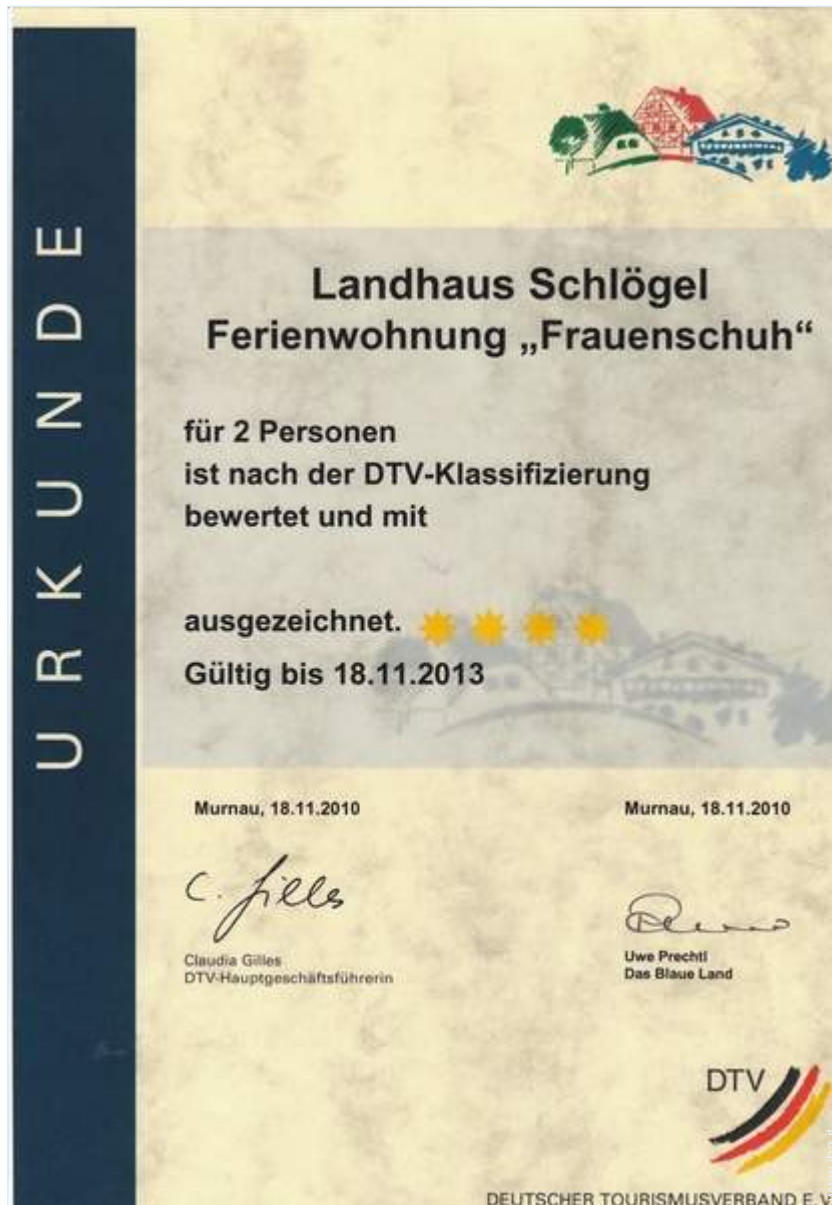 URKUNDE
Landhaus Schlögel
Ferienwohnung „Frauenschuh“
für 2 Personen
ist nach der DTV-Klassifizierung
bewertet und mit
ausgezeichnet.
Gültig bis 18.11.2013
Murnau, 18.11.2010
Murnau, 18.11.2010
C. Gilles
Claudia Gilles
DTV-Hauptgeschäftsführerin
Uwe Prechtl
Das Blaue Land
DTV
DEUTSCHER TOURISMUSVERBAND E.V.